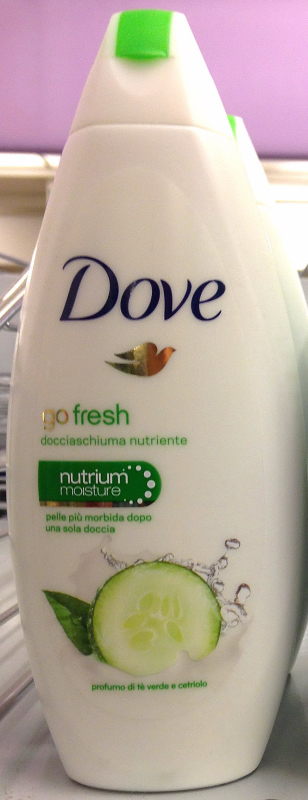 Dove
go fresh
docciaschiuma nutriente
nutrium
moisture
pelle più morbida dopo
una sola doccia
profumo di tè verde e cetriolo